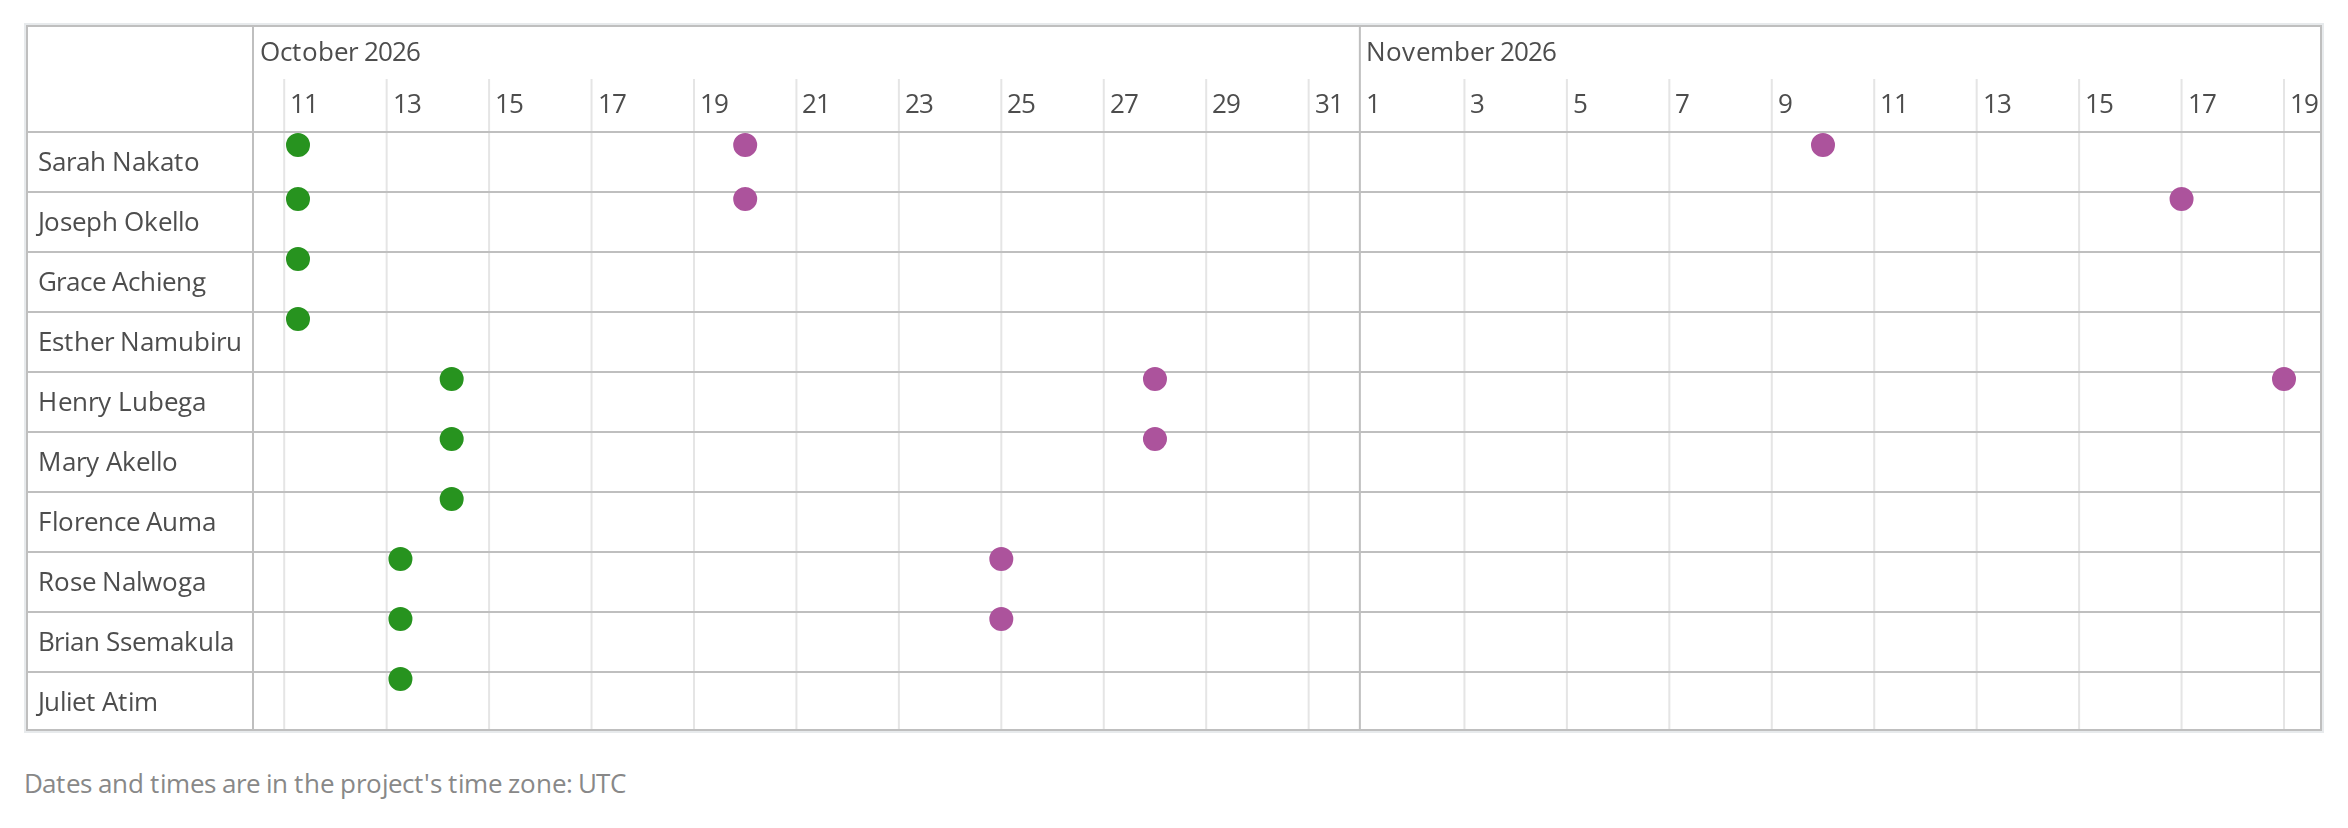 October 2026 November 2026
11 13 15 17 19 21 23 25 27 29 31 1 3 5 7 9 11 13 15 17 19
Sarah Nakato
Joseph Okello
Grace Achieng
Esther Namubiru
Henry Lubega
Mary Akello
Florence Auma
Rose Nalwoga
Brian Ssemakula
Juliet Atim
Dates and times are in the project's time zone: UTC